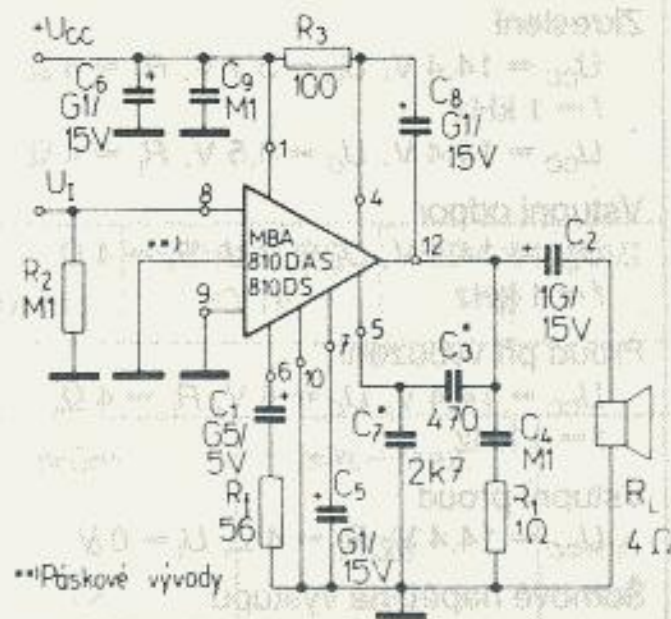 +UCC
R3
100
C6
G1/
15V
C9
M1
C8
G1/
15V
1
4
UI
8
R2
M1
**)
MBA
810DAS
810DS
12
C2
1G/
15V
9
6
10
7
5
C3*
470
C1
G5/
5V
C7*
2k7
C4
M1
Rf
56
C5
G1/
15V
R1
1Ω
RL
4 Ω
**)Páskové vývody